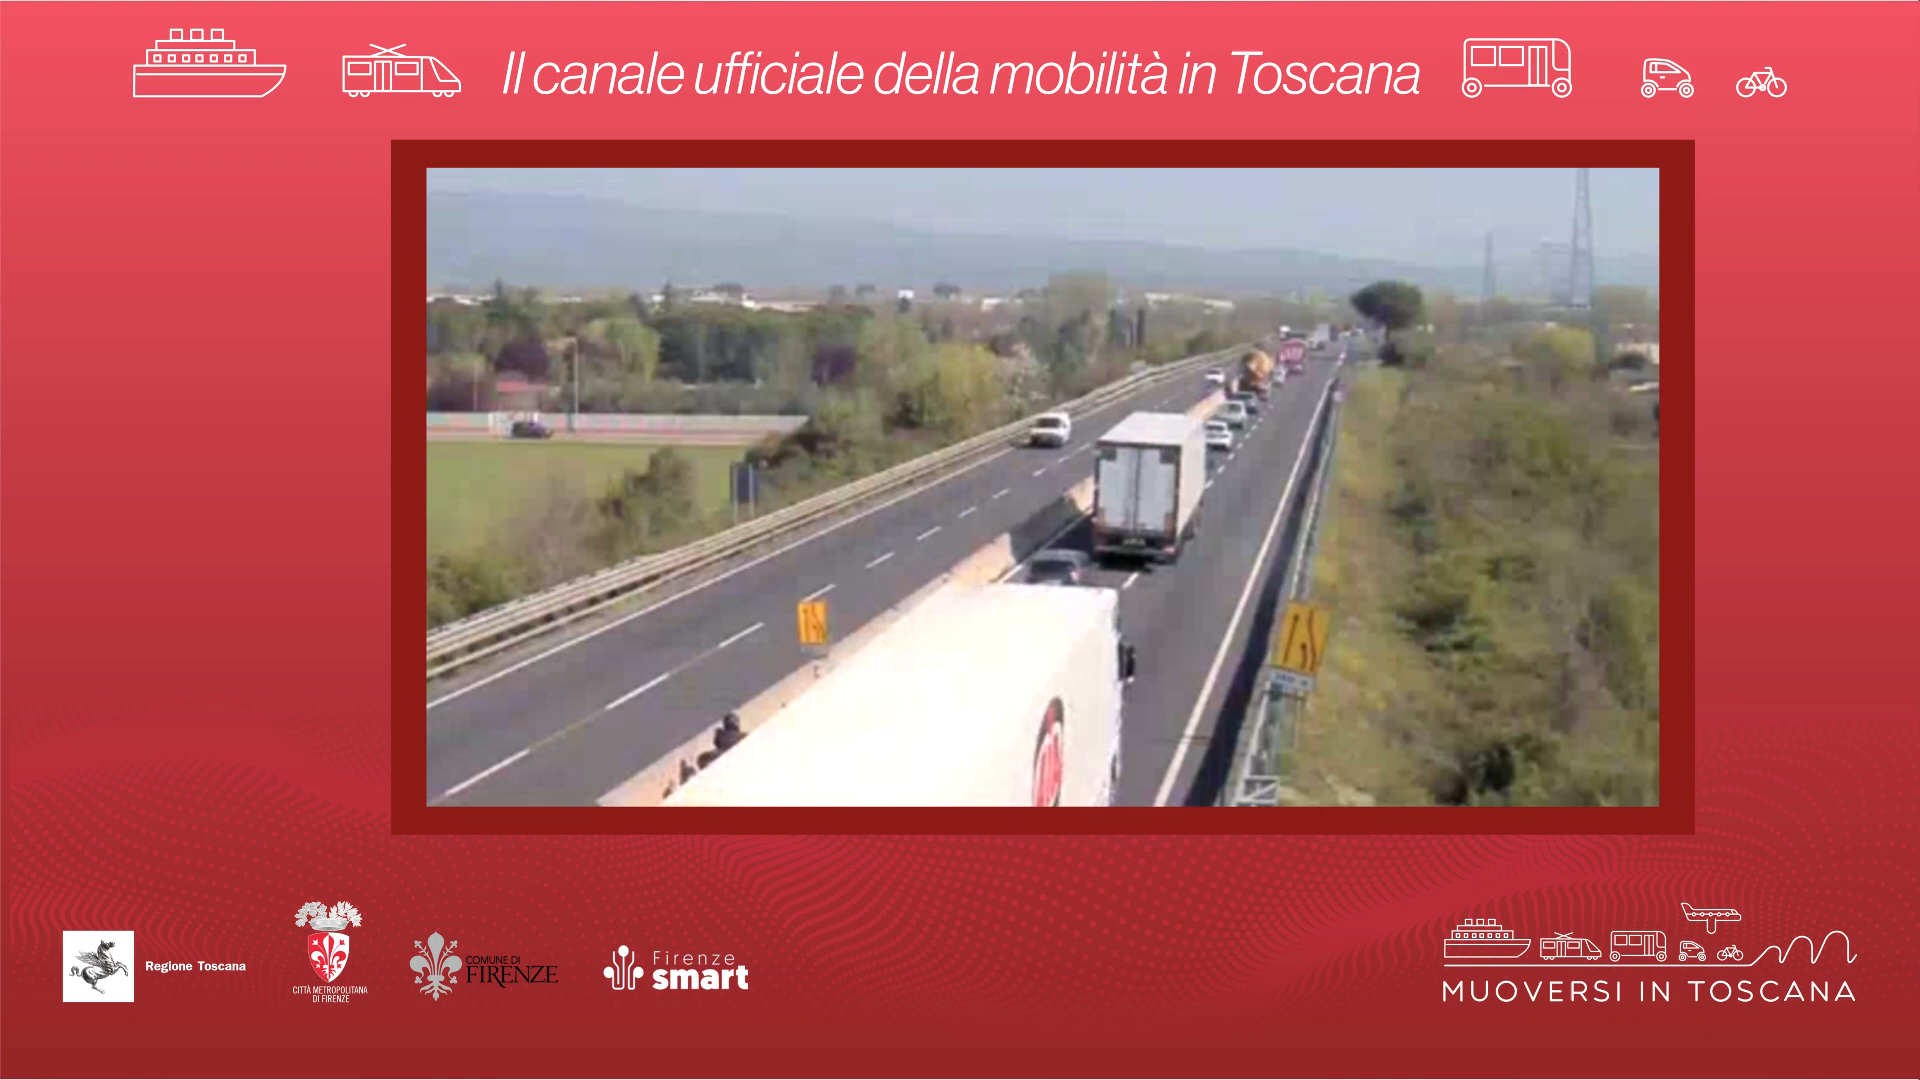 Il canale ufficiale della mobilità in Toscana
Regione Toscana
CITTÀ METROPOLITANA
DI FIRENZE
COMUNE DI
FIRENZE
Firenze
smart
MUOVERSI IN TOSCANA